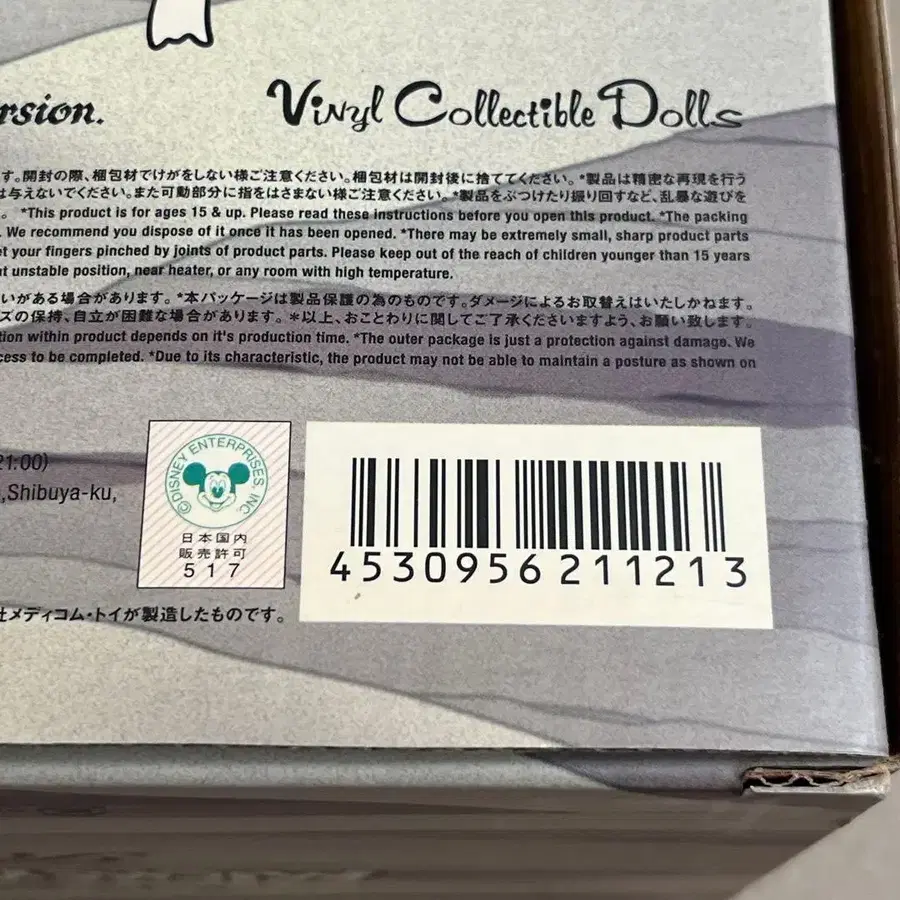 rsion.
Vinyl Collectible Dolls
す。開封の際、梱包材でけがをしない様ご注意ください。梱包材は開封後に捨ててください。*製品は精密な再現を行う
は与えないでください。また可動部分に指をはさまない様ご注意ください。*製品をぶつけたり振り回すなど、乱暴な遊びを
。 *This product is for ages 15 & up. Please read these instructions before you open this product. *The packing
. We recommend you dispose of it once it has been opened. *There may be extremely small, sharp product parts
et your fingers pinched by joints of product parts. Please keep out of the reach of children younger than 15 years
at unstable position, near heater, or any room with high temperature.
いがある場合があります。*本パッケージは製品保護の為のものです。ダメージによるお取替えはいたしかねます。
ズの保持、自立が困難な場合があります。*以上、おことわりに関してご了承くださいますよう、お願い致します。
tion within product depends on it's production time. *The outer package is just a protection against damage. We
cess to be completed. *Due to its characteristic, the product may not be able to maintain a posture as shown on
21:00)
,Shibuya-ku,
©DISNEY ENTERPRISES, INC.
日本国内
販売許可
517
4530956211213
社メディコム・トイが製造したものです。